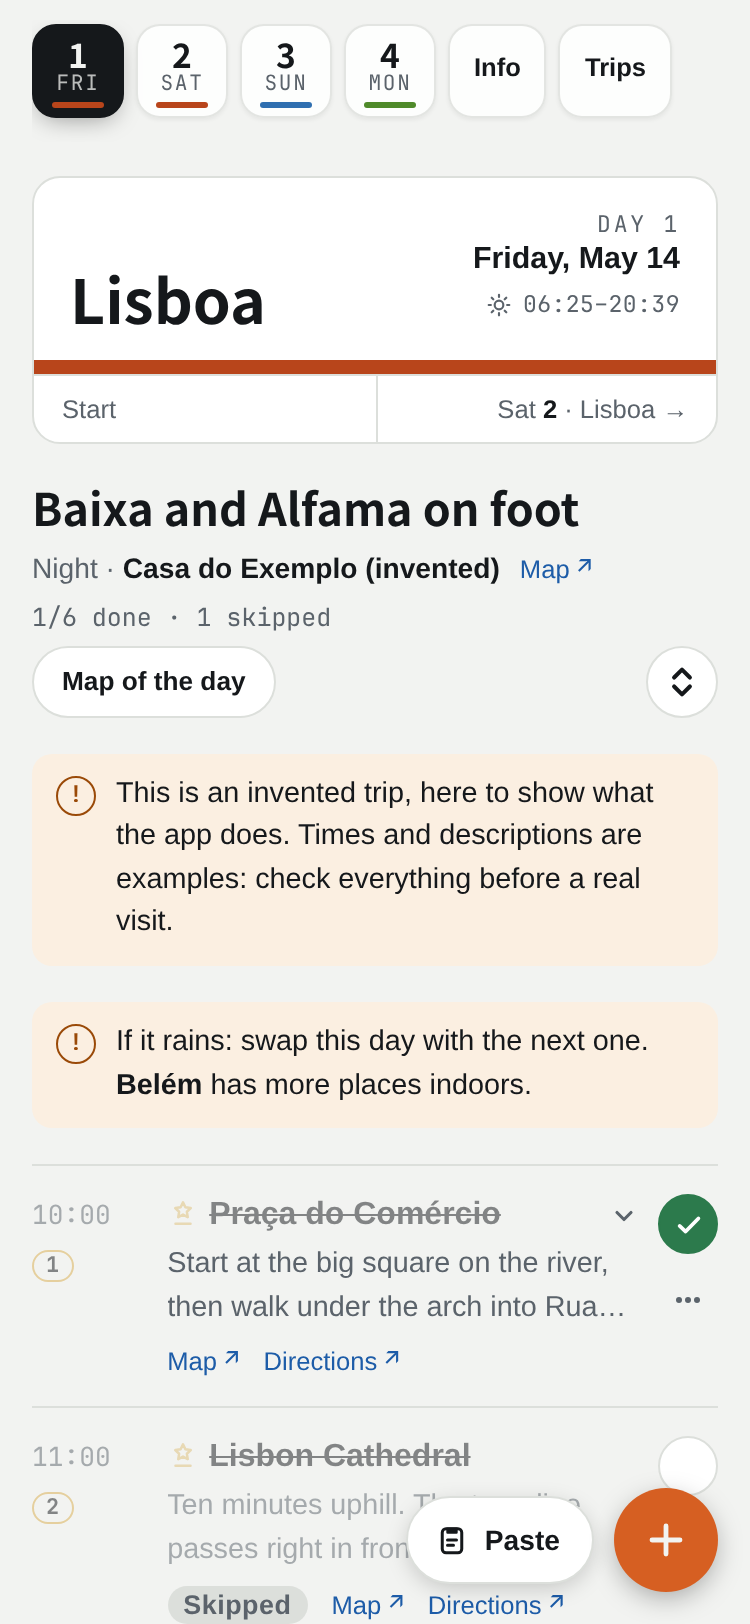 1 2 3 4 Info Trips
FRI SAT SUN MON
DAY 1
Friday, May 14
Lisboa
06:25–20:39
Start
Sat 2 · Lisboa →
Baixa and Alfama on foot
Night · Casa do Exemplo (invented) Map
1/6 done · 1 skipped
Map of the day
! This is an invented trip, here to show what
the app does. Times and descriptions are
examples: check everything before a real
visit.
! If it rains: swap this day with the next one.
Belém has more places indoors.
10:00 Praça do Comércio
1 Start at the big square on the river,
then walk under the arch into Rua…
Map Directions
11:00 Lisbon Cathedral
2 Ten minutes uphill.
passes right in
Paste
Skipped Map Directions